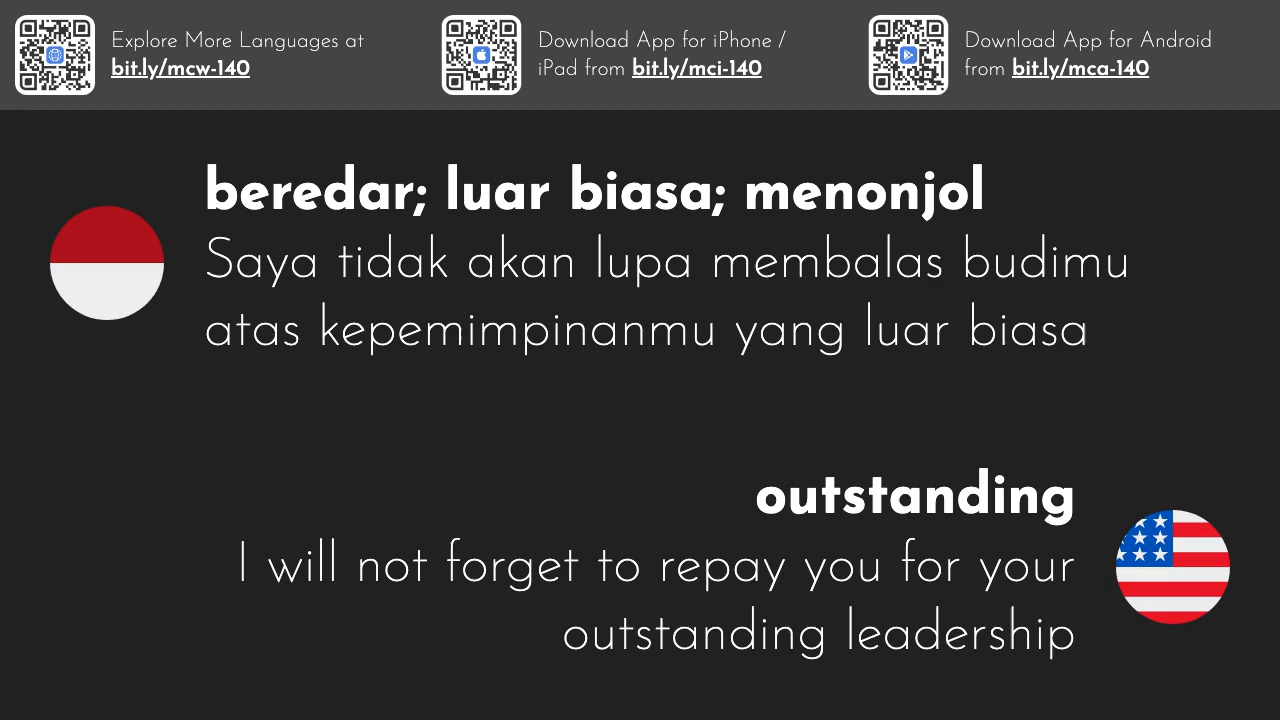 Explore More Languages at
bit.ly/mcw-140
Download App for iPhone /
iPad from bit.ly/mci-140
Download App for Android
from bit.ly/mca-140
beredar; luar biasa; menonjol
Saya tidak akan lupa membalas budimu
atas kepemimpinanmu yang luar biasa
outstanding
I will not forget to repay you for your
outstanding leadership